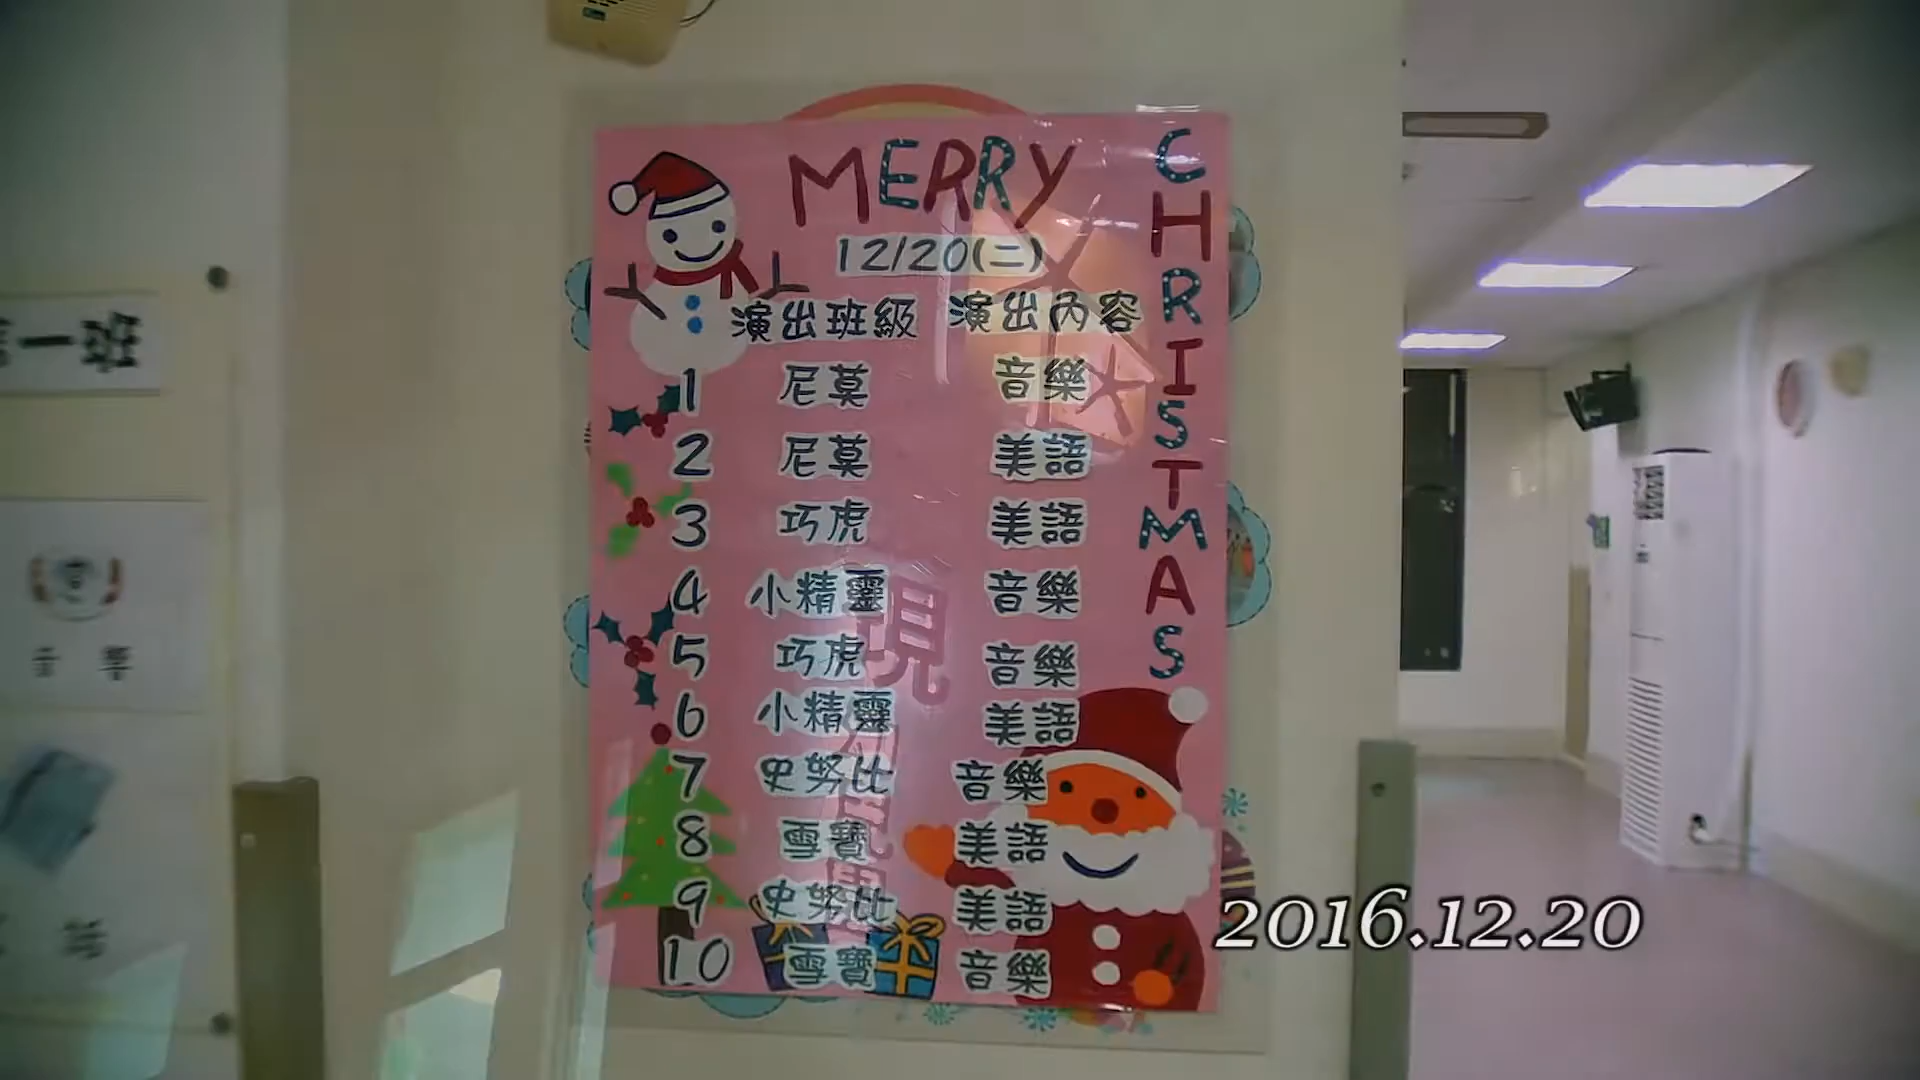 MERRY
CHRISTMAS
12/20(二)
演出班級 演出內容
1 尼莫 音樂
2 尼莫 美語
3 巧虎 美語
4 小精靈 音樂
5 巧虎 音樂
6 小精靈 美語
7 史努比 音樂
8 雪寶 美語
9 史努比 美語
10 雪寶 音樂
一班
2016.12.20